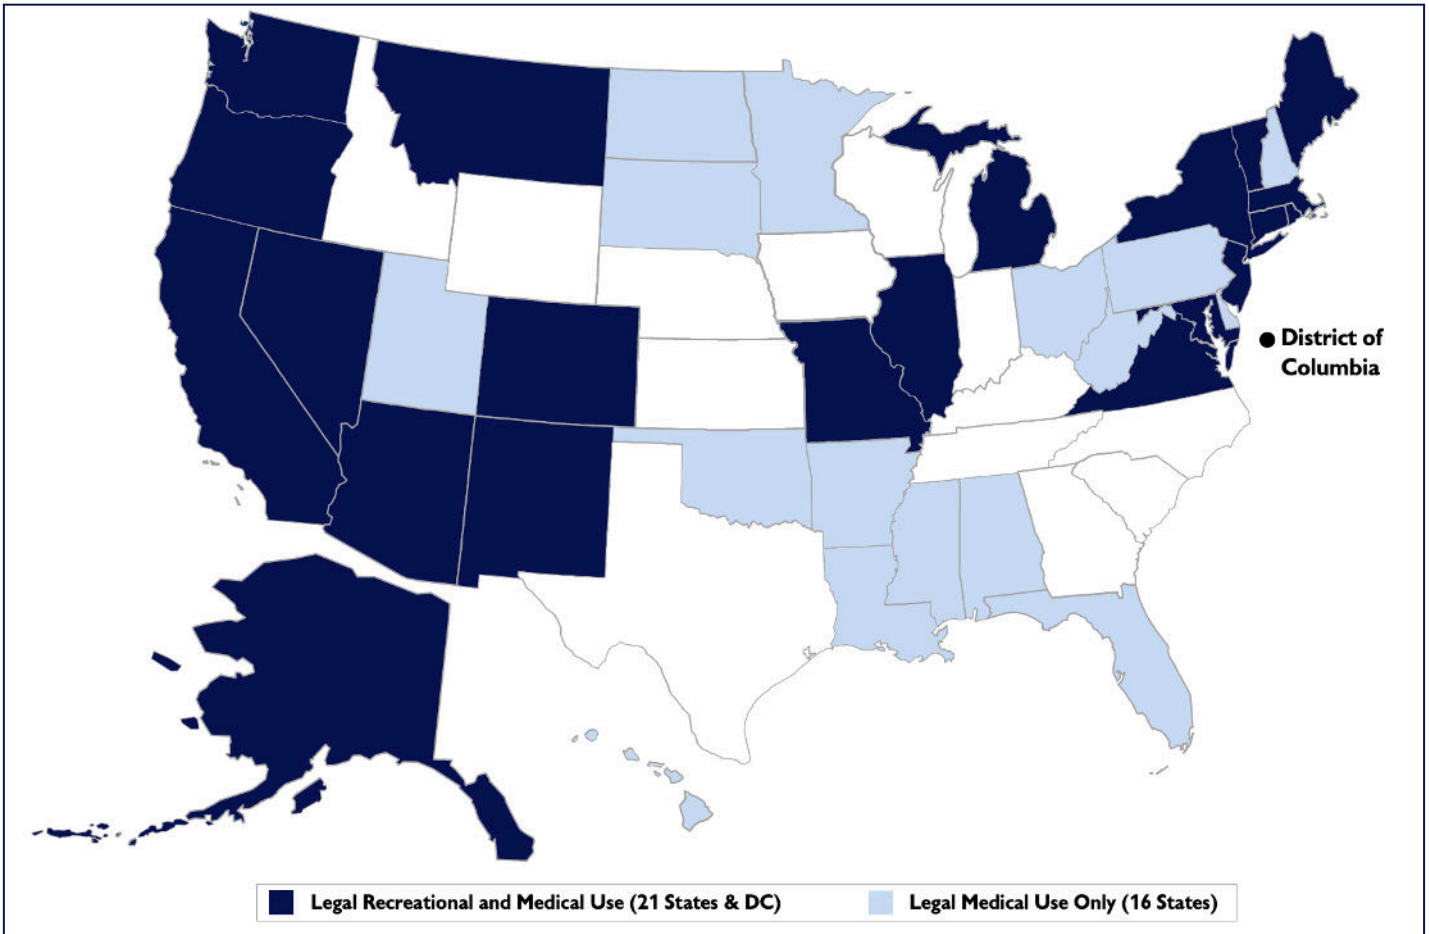 District of
Columbia
Legal Recreational and Medical Use (21 States & DC)
Legal Medical Use Only (16 States)